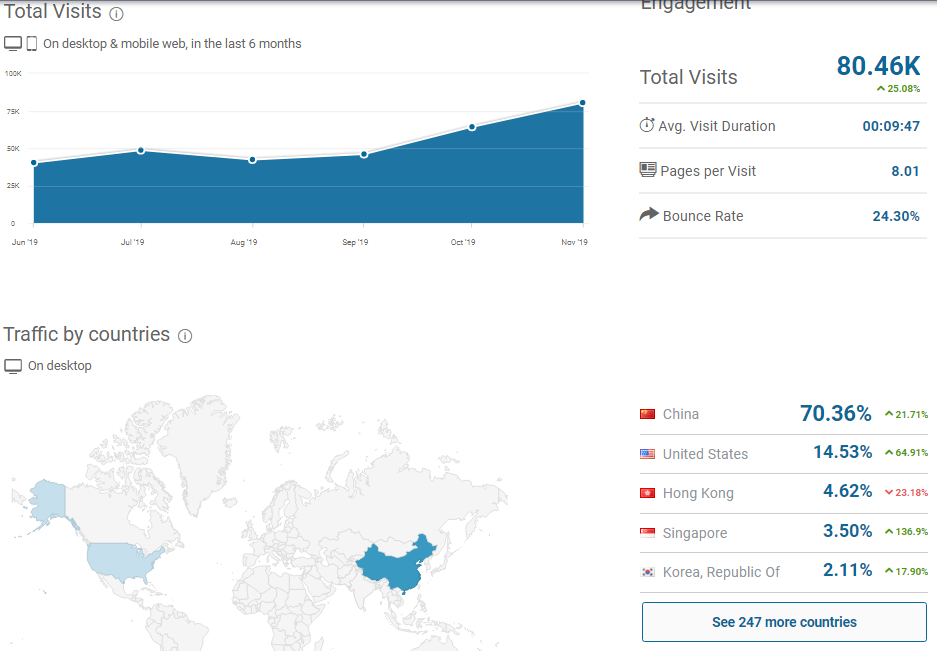 Total Visits
On desktop & mobile web, in the last 6 months
100K
75K
50K
25K
0
Jun '19
Jul '19
Aug '19
Sep '19
Oct '19
Nov '19
Engagement
Total Visits 80.46K
25.08%
Avg. Visit Duration 00:09:47
Pages per Visit 8.01
Bounce Rate 24.30%
Traffic by countries
On desktop
China 70.36% 21.71%
United States 14.53% 64.91%
Hong Kong 4.62% 23.18%
Singapore 3.50% 136.9%
Korea, Republic Of 2.11% 17.90%
See 247 more countries